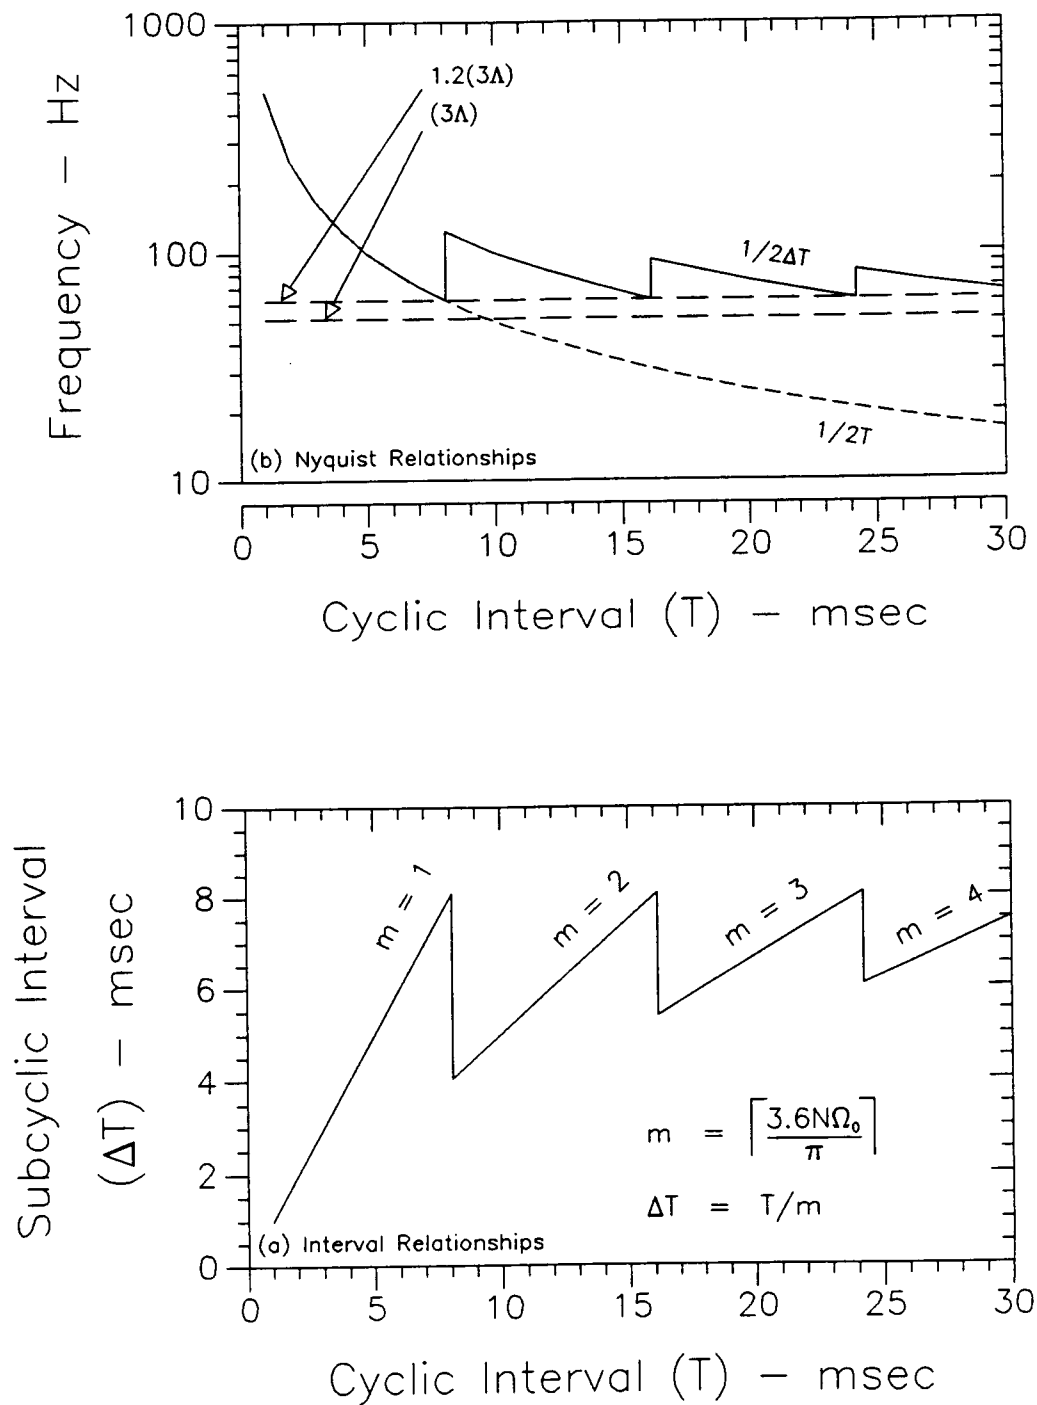 1000
1.2(3Λ)
(3Λ)
Frequency – Hz
100
1/2ΔT
1/2T
(b) Nyquist Relationships
10
0 5 10 15 20 25 30
Cyclic Interval (T) – msec
10
m = 1
m = 2
m = 3
m = 4
8
Subcyclic Interval
(ΔT) – msec
6
4
m = ⌈3.6NΩ₀/π⌉
2
ΔT = T/m
(a) Interval Relationships
0
0 5 10 15 20 25 30
Cyclic Interval (T) – msec